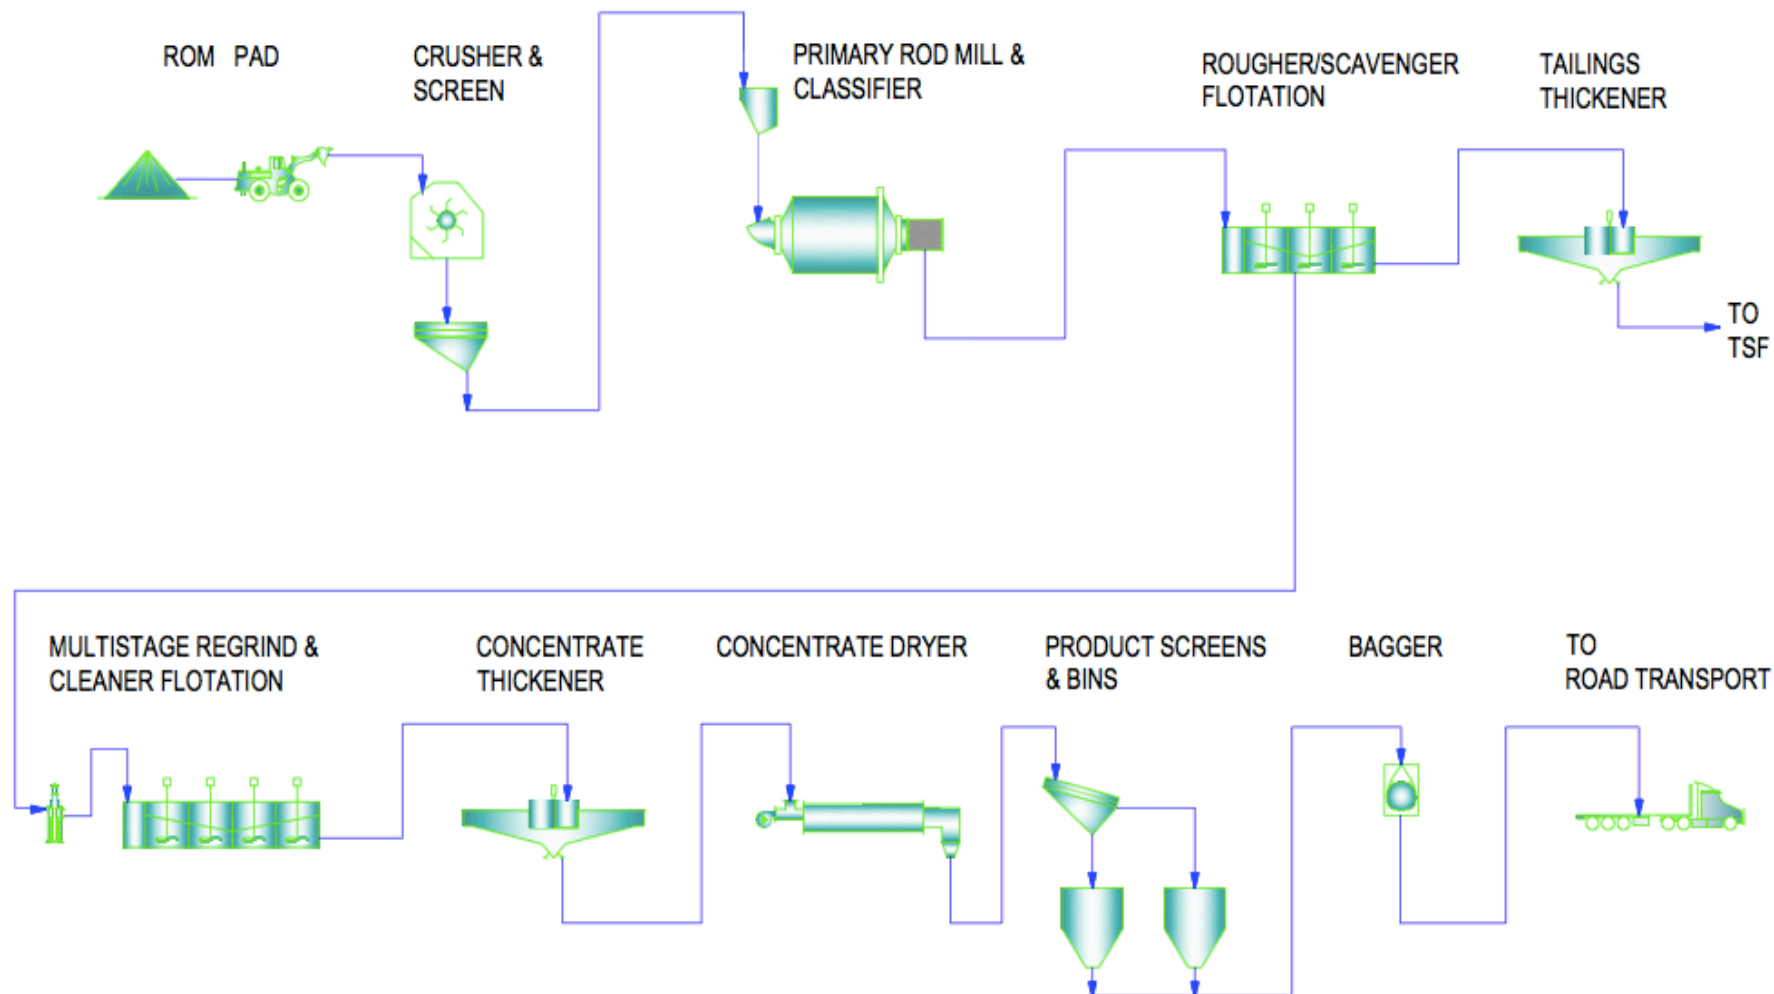 ROM PAD
CRUSHER &
SCREEN
PRIMARY ROD MILL &
CLASSIFIER
ROUGHER/SCAVENGER
FLOTATION
TAILINGS
THICKENER
TO
TSF
MULTISTAGE REGRIND &
CLEANER FLOTATION
CONCENTRATE
THICKENER
CONCENTRATE DRYER
PRODUCT SCREENS
& BINS
BAGGER
TO
ROAD TRANSPORT